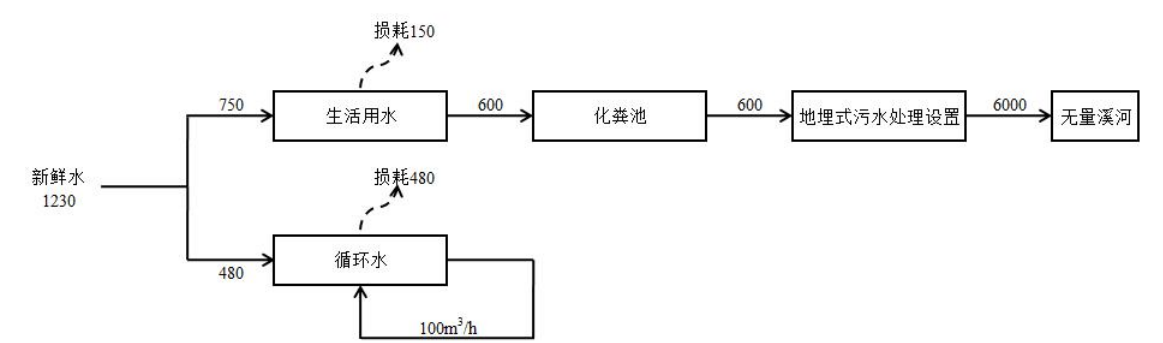 损耗150
750
生活用水
600
化粪池
600
地埋式污水处理设置
6000
无量溪河
新鲜水
1230
损耗480
480
循环水
100m³/h